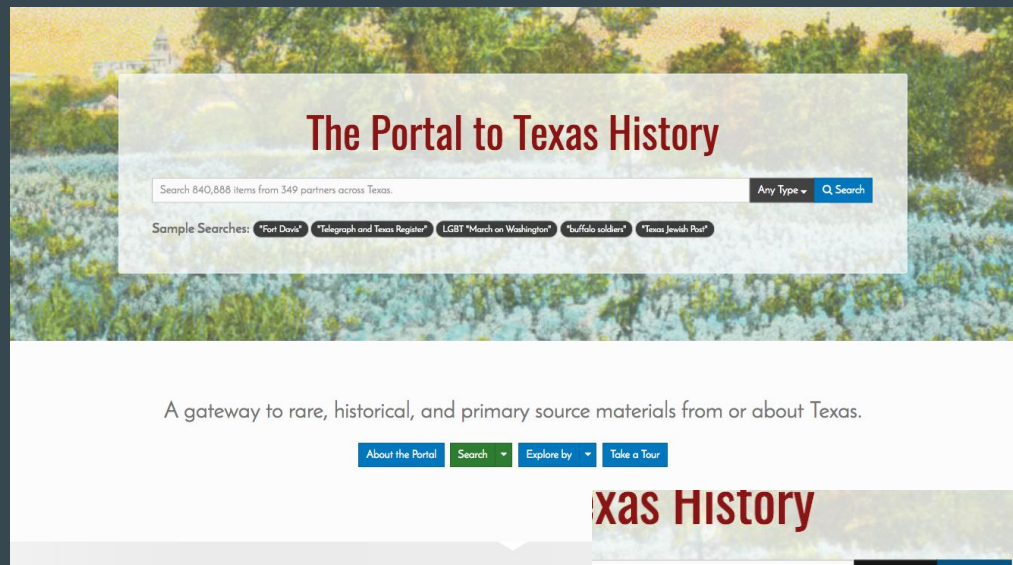 The Portal to Texas History
Search 840,888 items from 349 partners across Texas.
Any Type Search
Sample Searches: "Fort Davis" "Telegraph and Texas Register" LGBT "March on Washington" "buffalo soldiers" "Texas Jewish Post"
A gateway to rare, historical, and primary source materials from or about Texas.
About the Portal Search Explore by Take a Tour
exas History